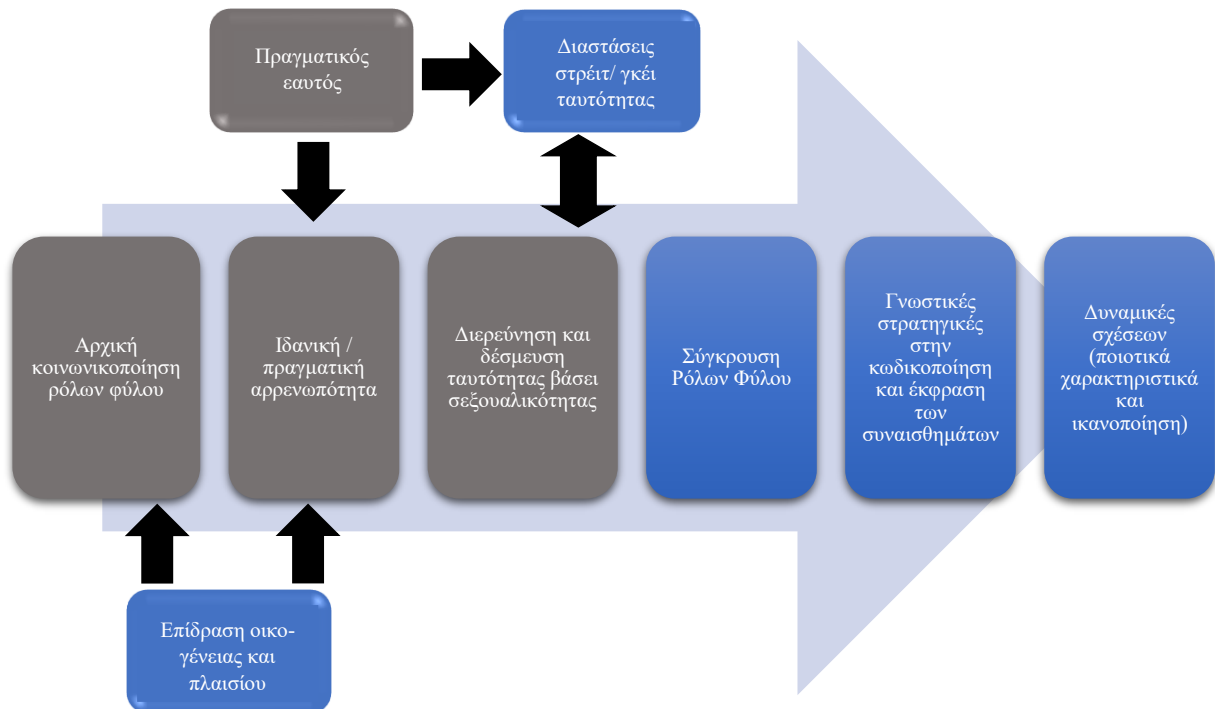 Πραγματικός
εαυτός
Διαστάσεις
στρέιτ/ γκέι
ταυτότητας
Αρχική
κοινωνικοποίηση
ρόλων φύλου
Ιδανική /
πραγματική
αρρενωπότητα
Διερεύνηση και
δέσμευση
ταυτότητας βάσει
σεξουαλικότητας
Σύγκρουση
Ρόλων Φύλου
Γνωστικές
στρατηγικές
στην
κωδικοποίηση
και έκφραση
των
συναισθημάτων
Δυναμικές
σχέσεων
(ποιοτικά
χαρακτηριστικά
και
ικανοποίηση)
Επίδραση οικο-
γένειας και
πλαισίου